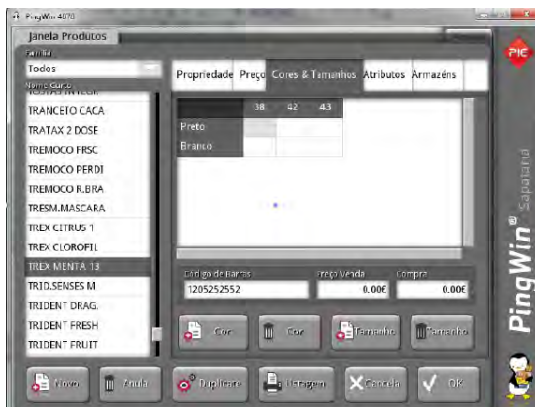 PingWin 4070
Janela Produtos
Família
Todos
Nome Curto
TRANCETO CACA
TRATAX 2 DOSE
TREMOCO FRSC
TREMOCO PERDI
TREMOCO R.BRA
TRESM.MASCARA
TREX CITRUS 1
TREX CLOROFIL
TREX MENTA 13
TRID.SENSES M
TRIDENT DRAG.
TRIDENT FRESH
TRIDENT FRUIT
Propriedade Preço Cores & Tamanhos Atributos Armazéns
38 42 43
Preto
Branco
Código de Barras Preço Venda Compra
1205252552 0.00€ 0.00€
Cor Cor Tamanho Tamanho
Novo Anula Duplicate Listagem Cancela OK
PIC
PingWin® Sapataria